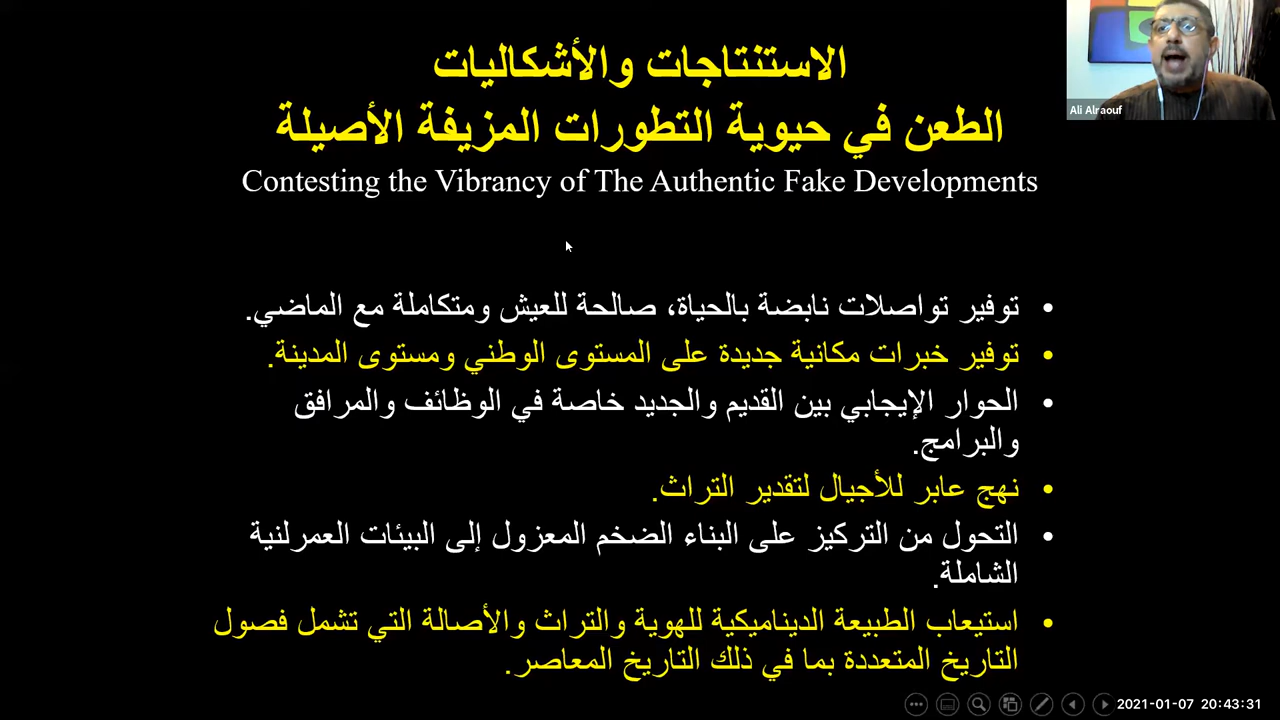 الاستنتاجات والأشكاليات
الطعن في حيوية التطورات المزيفة الأصيلة
Contesting the Vibrancy of The Authentic Fake Developments
Ali Alraouf
• توفير تواصلات نابضة بالحياة، صالحة للعيش ومتكاملة مع الماضي.
• توفير خبرات مكانية جديدة على المستوى الوطني ومستوى المدينة.
• الحوار الإيجابي بين القديم والجديد خاصة في الوظائف والمرافق
والبرامج.
• نهج عابر للأجيال لتقدير التراث.
• التحول من التركيز على البناء الضخم المعزول إلى البيئات العمرلنية
الشاملة.
• استيعاب الطبيعة الديناميكية للهوية والتراث والأصالة التي تشمل فصول
التاريخ المتعددة بما في ذلك التاريخ المعاصر.
2021-01-07 20:43:31